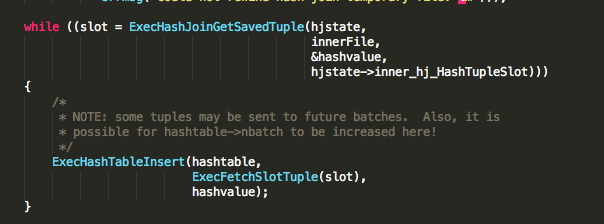 while ((slot = ExecHashJoinGetSavedTuple(hjstate,
innerFile,
&hashvalue,
hjstate->inner_hj_HashTupleSlot)))
{
/*
* NOTE: some tuples may be sent to future batches.  Also, it is
* possible for hashtable->nbatch to be increased here!
*/
ExecHashTableInsert(hashtable,
ExecFetchSlotTuple(slot),
hashvalue);
}